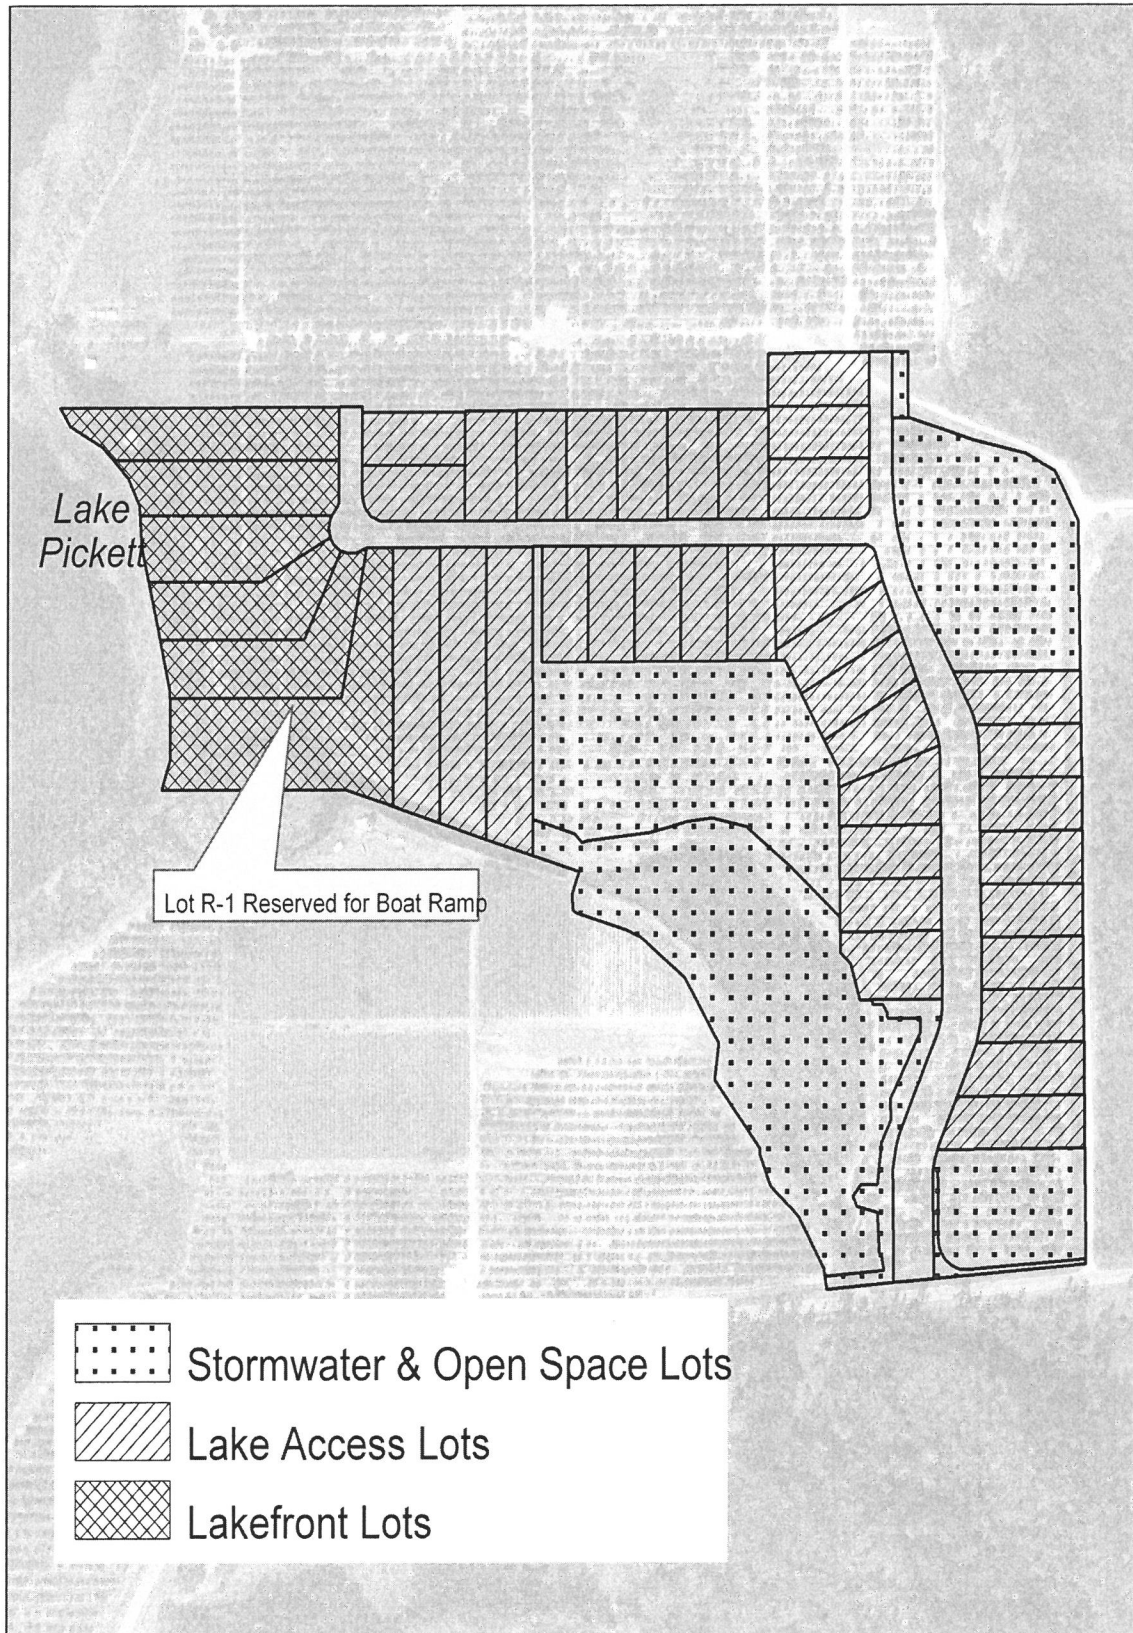 Lake
Pickett
Lot R-1 Reserved for Boat Ramp
Stormwater & Open Space Lots
Lake Access Lots
Lakefront Lots